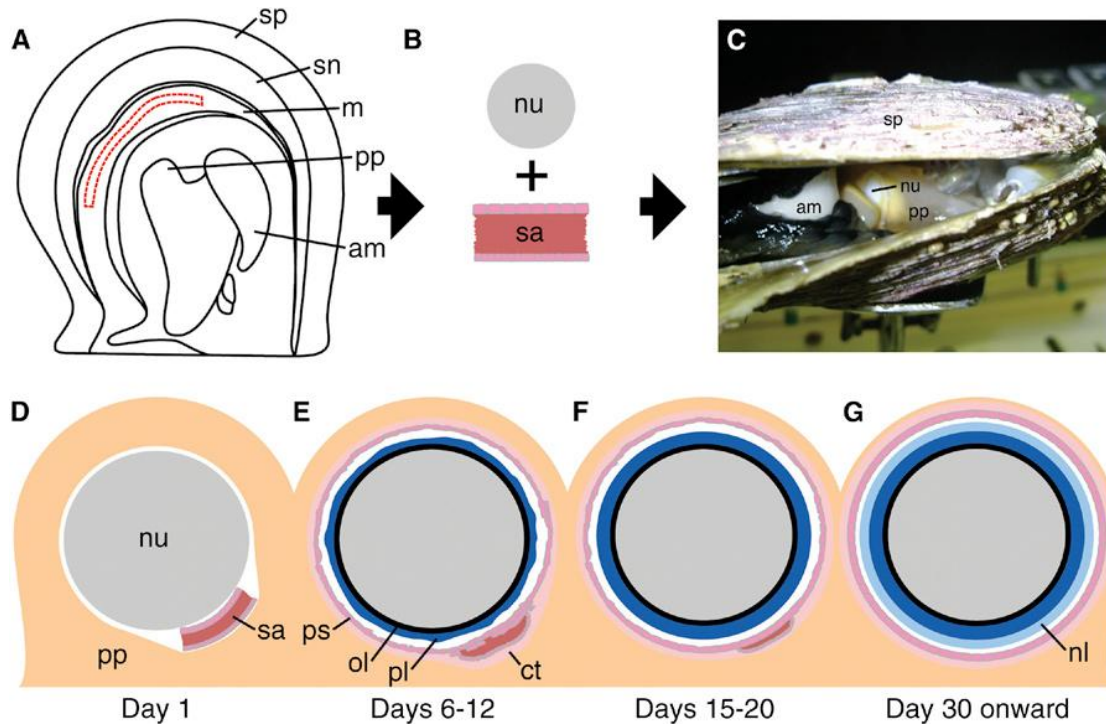 A
sp
sn
m
pp
am
B
nu
+
sa
C
sp
nu
am
pp
D
nu
sa
pp
Day 1
E
ps
ol
pl
ct
Days 6-12
F
Days 15-20
G
nl
Day 30 onward